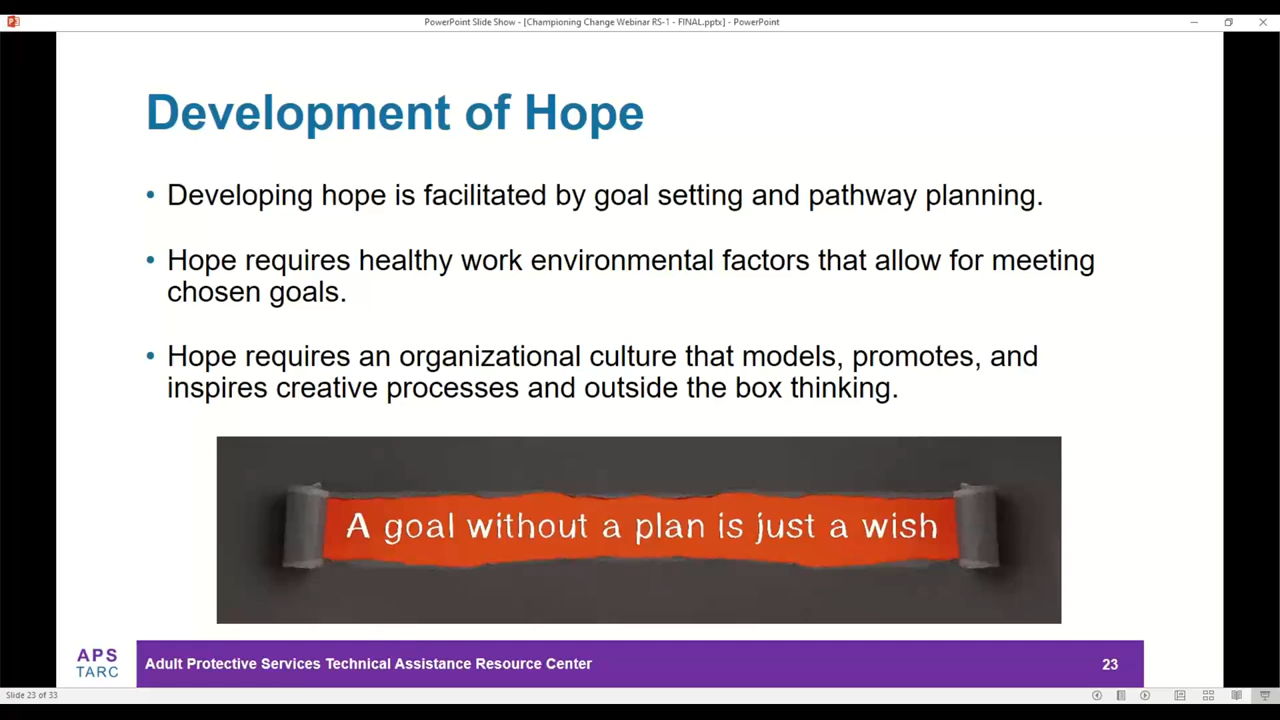 PowerPoint Slide Show - [Championing Change Webinar RS-1 - FINAL.pptx] - PowerPoint
Development of Hope
• Developing hope is facilitated by goal setting and pathway planning.
• Hope requires healthy work environmental factors that allow for meeting
chosen goals.
• Hope requires an organizational culture that models, promotes, and
inspires creative processes and outside the box thinking.
A goal without a plan is just a wish
APS
TARC
Adult Protective Services Technical Assistance Resource Center
23
Slide 23 of 33